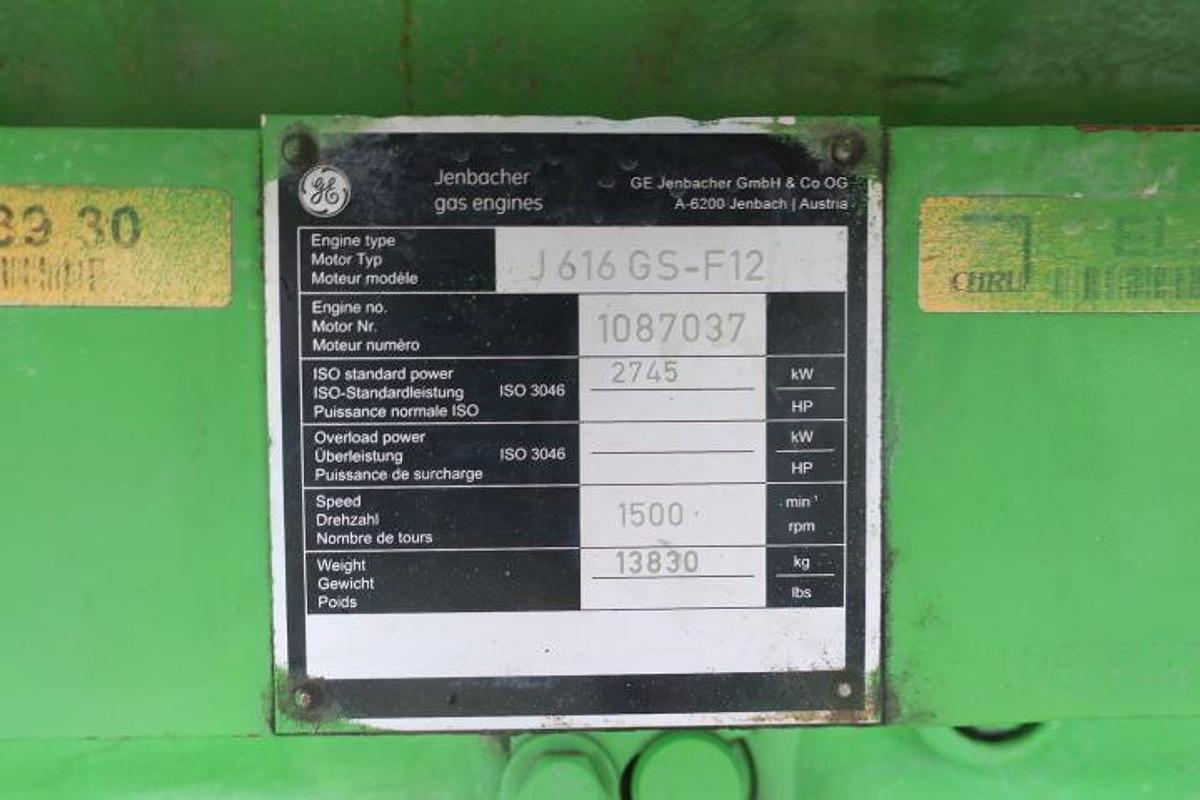 39 30
GE
Jenbacher
gas engines
GE Jenbacher GmbH & Co OG
A-6200 Jenbach | Austria
Engine type
Motor Typ
Moteur modèle
J 616 GS-F12
Engine no.
Motor Nr.
Moteur numèro
1087037
ISO standard power
ISO-Standardleistung ISO 3046
Puissance normale ISO
2745
kW
HP
Overload power
Überleistung ISO 3046
Puissance de surcharge
kW
HP
Speed
Drehzahl
Nombre de tours
1500
min⁻¹
rpm
Weight
Gewicht
Poids
13830
kg
lbs